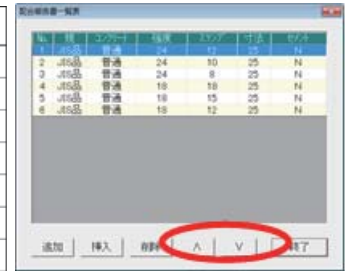 配合報告書一覧表
No. 種 コンクリート 強度 スランプ 寸法 セメント
1 JIS品 普通 24 12 25 N
2 JIS品 普通 24 10 25 N
3 JIS品 普通 24 8 25 N
4 JIS品 普通 18 18 25 N
5 JIS品 普通 18 15 25 N
6 JIS品 普通 18 12 25 N
追加 挿入 削除 ∧ ∨ 終了